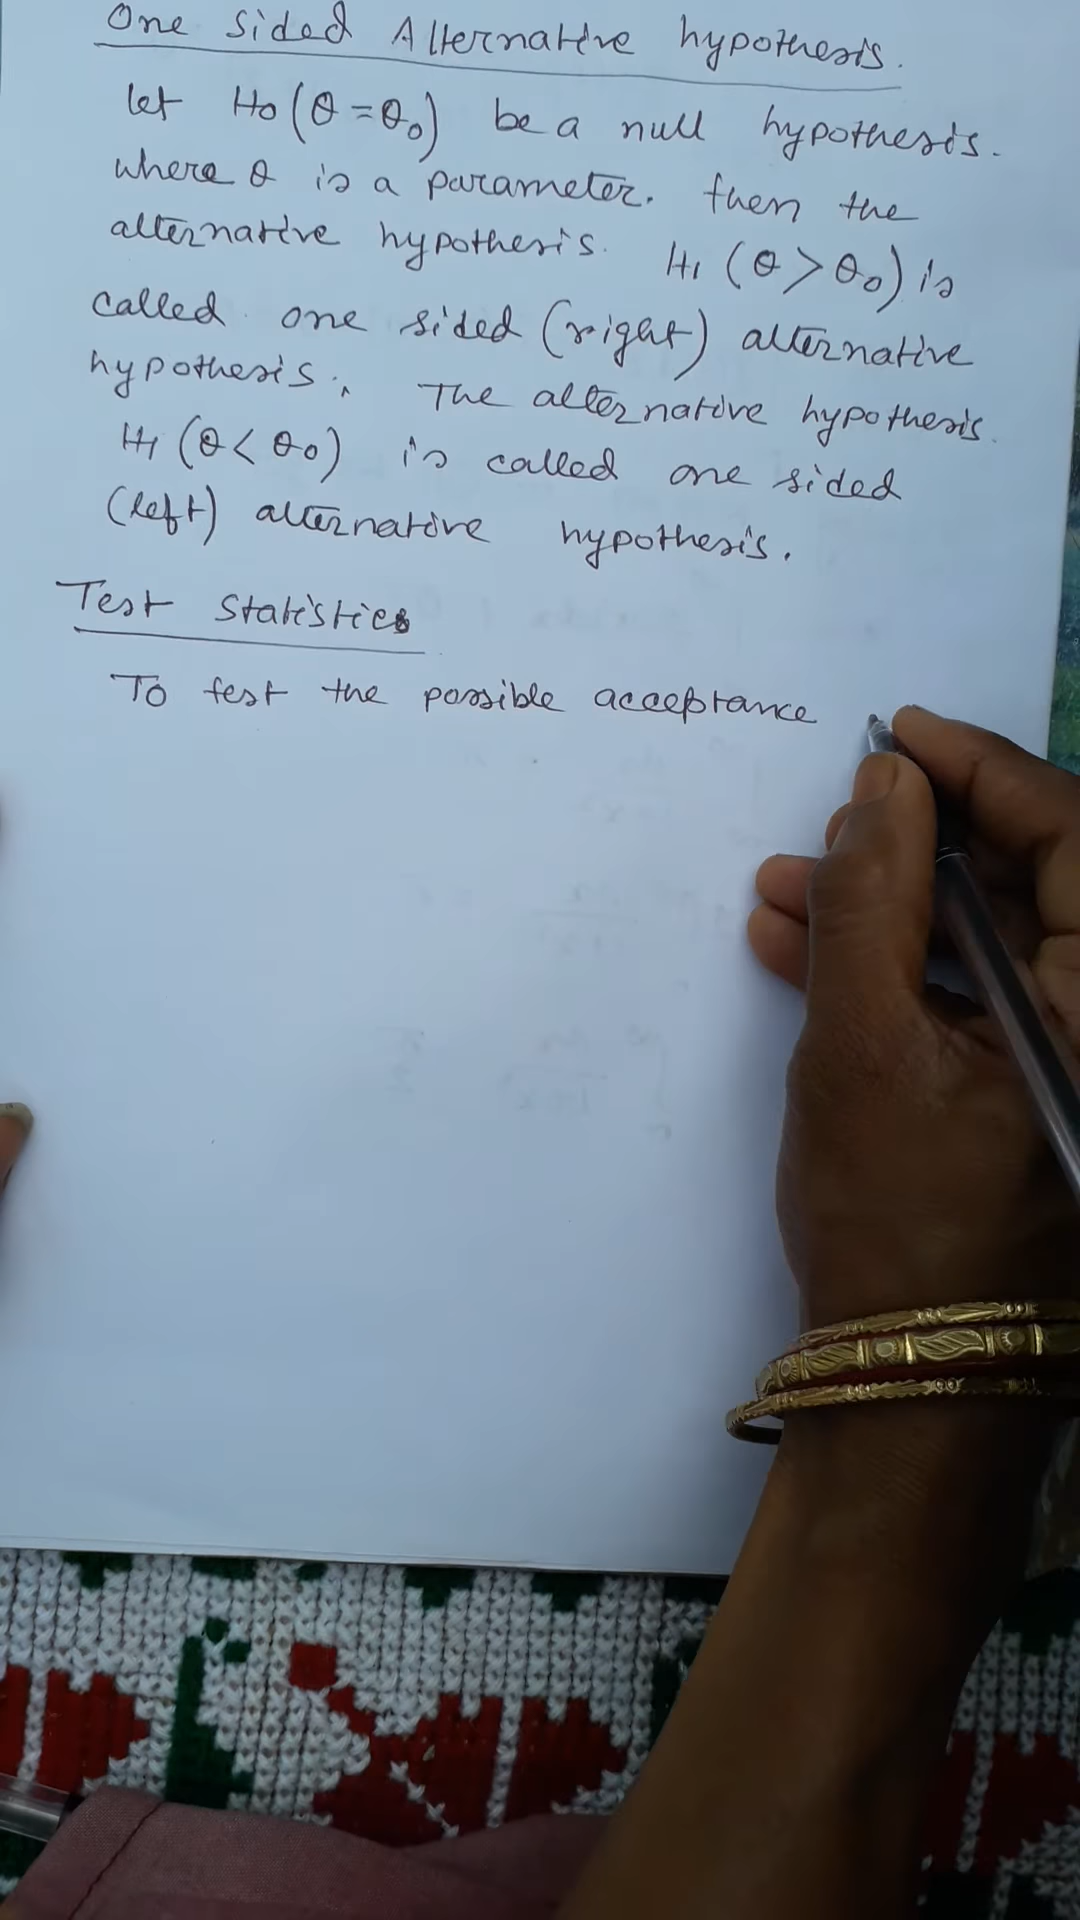 One sided Alternative hypothesis.
let H0 (θ = θ0) be a null hypothesis.
where θ is a parameter. then the
alternative hypothesis. H1 (θ > θ0) is
called one sided (right) alternative
hypothesis. The alternative hypothesis.
H1 (θ < θ0) is called one sided
(left) alternative hypothesis.
Test Statistics
To test the possible acceptance